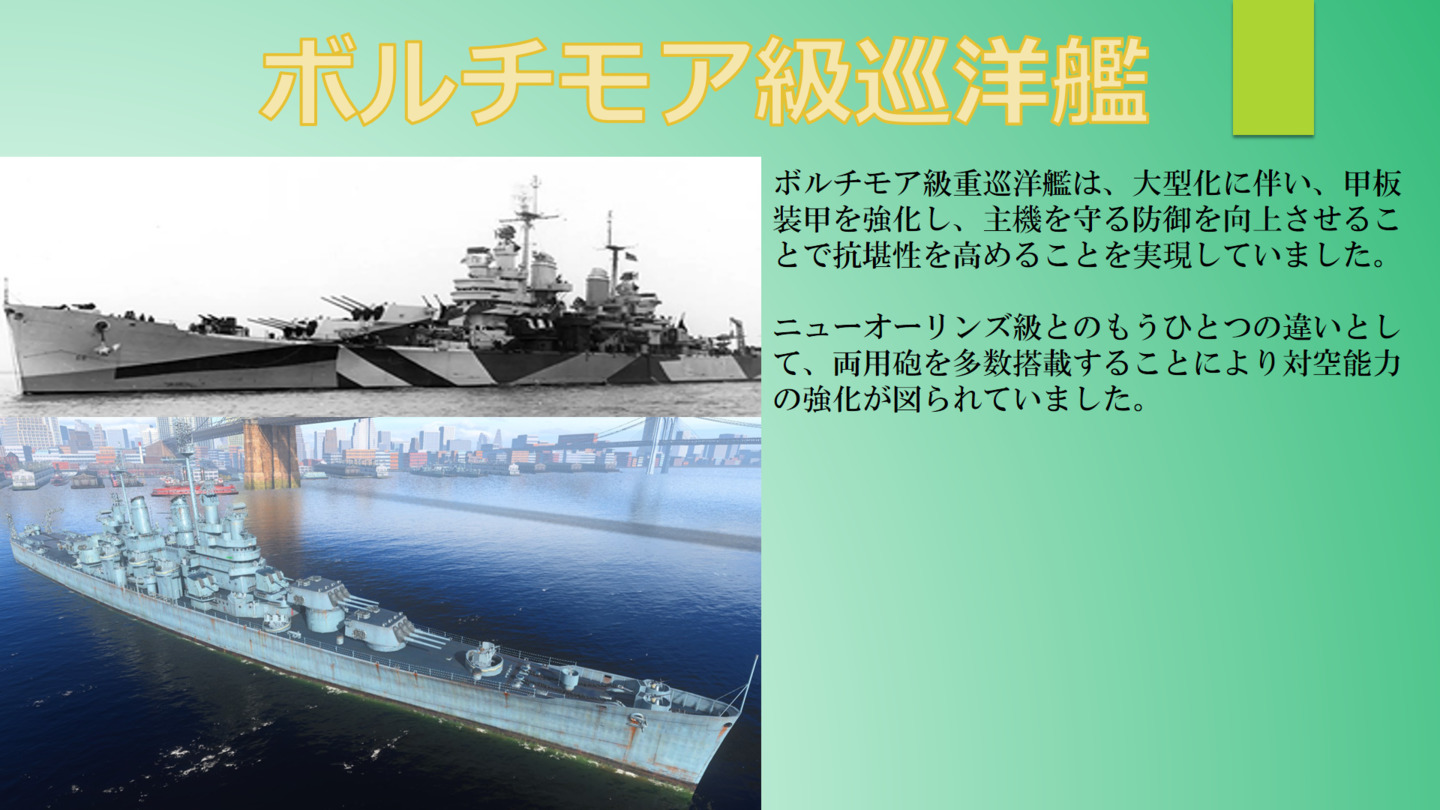 ボルチモア級巡洋艦
ボルチモア級重巡洋艦は、大型化に伴い、甲板
装甲を強化し、主機を守る防御を向上させるこ
とで抗堪性を高めることを実現していました。
ニューオーリンズ級とのもうひとつの違いとし
て、両用砲を多数搭載することにより対空能力
の強化が図られていました。